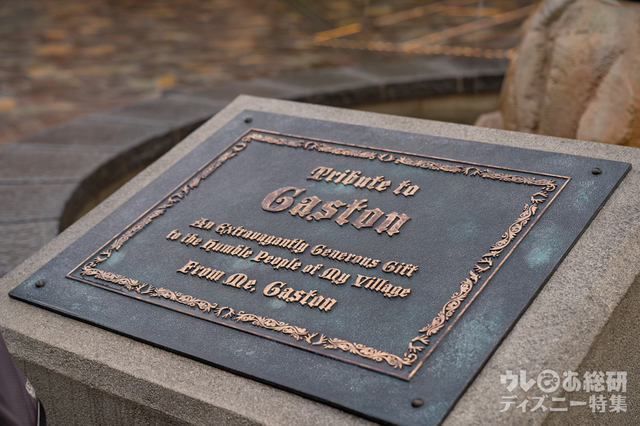 Tribute to
Gaston
An Extravagantly Generous Gift
to the Humble People of My Village
From Me, Gaston
ウレぴあ総研
ディズニー特集